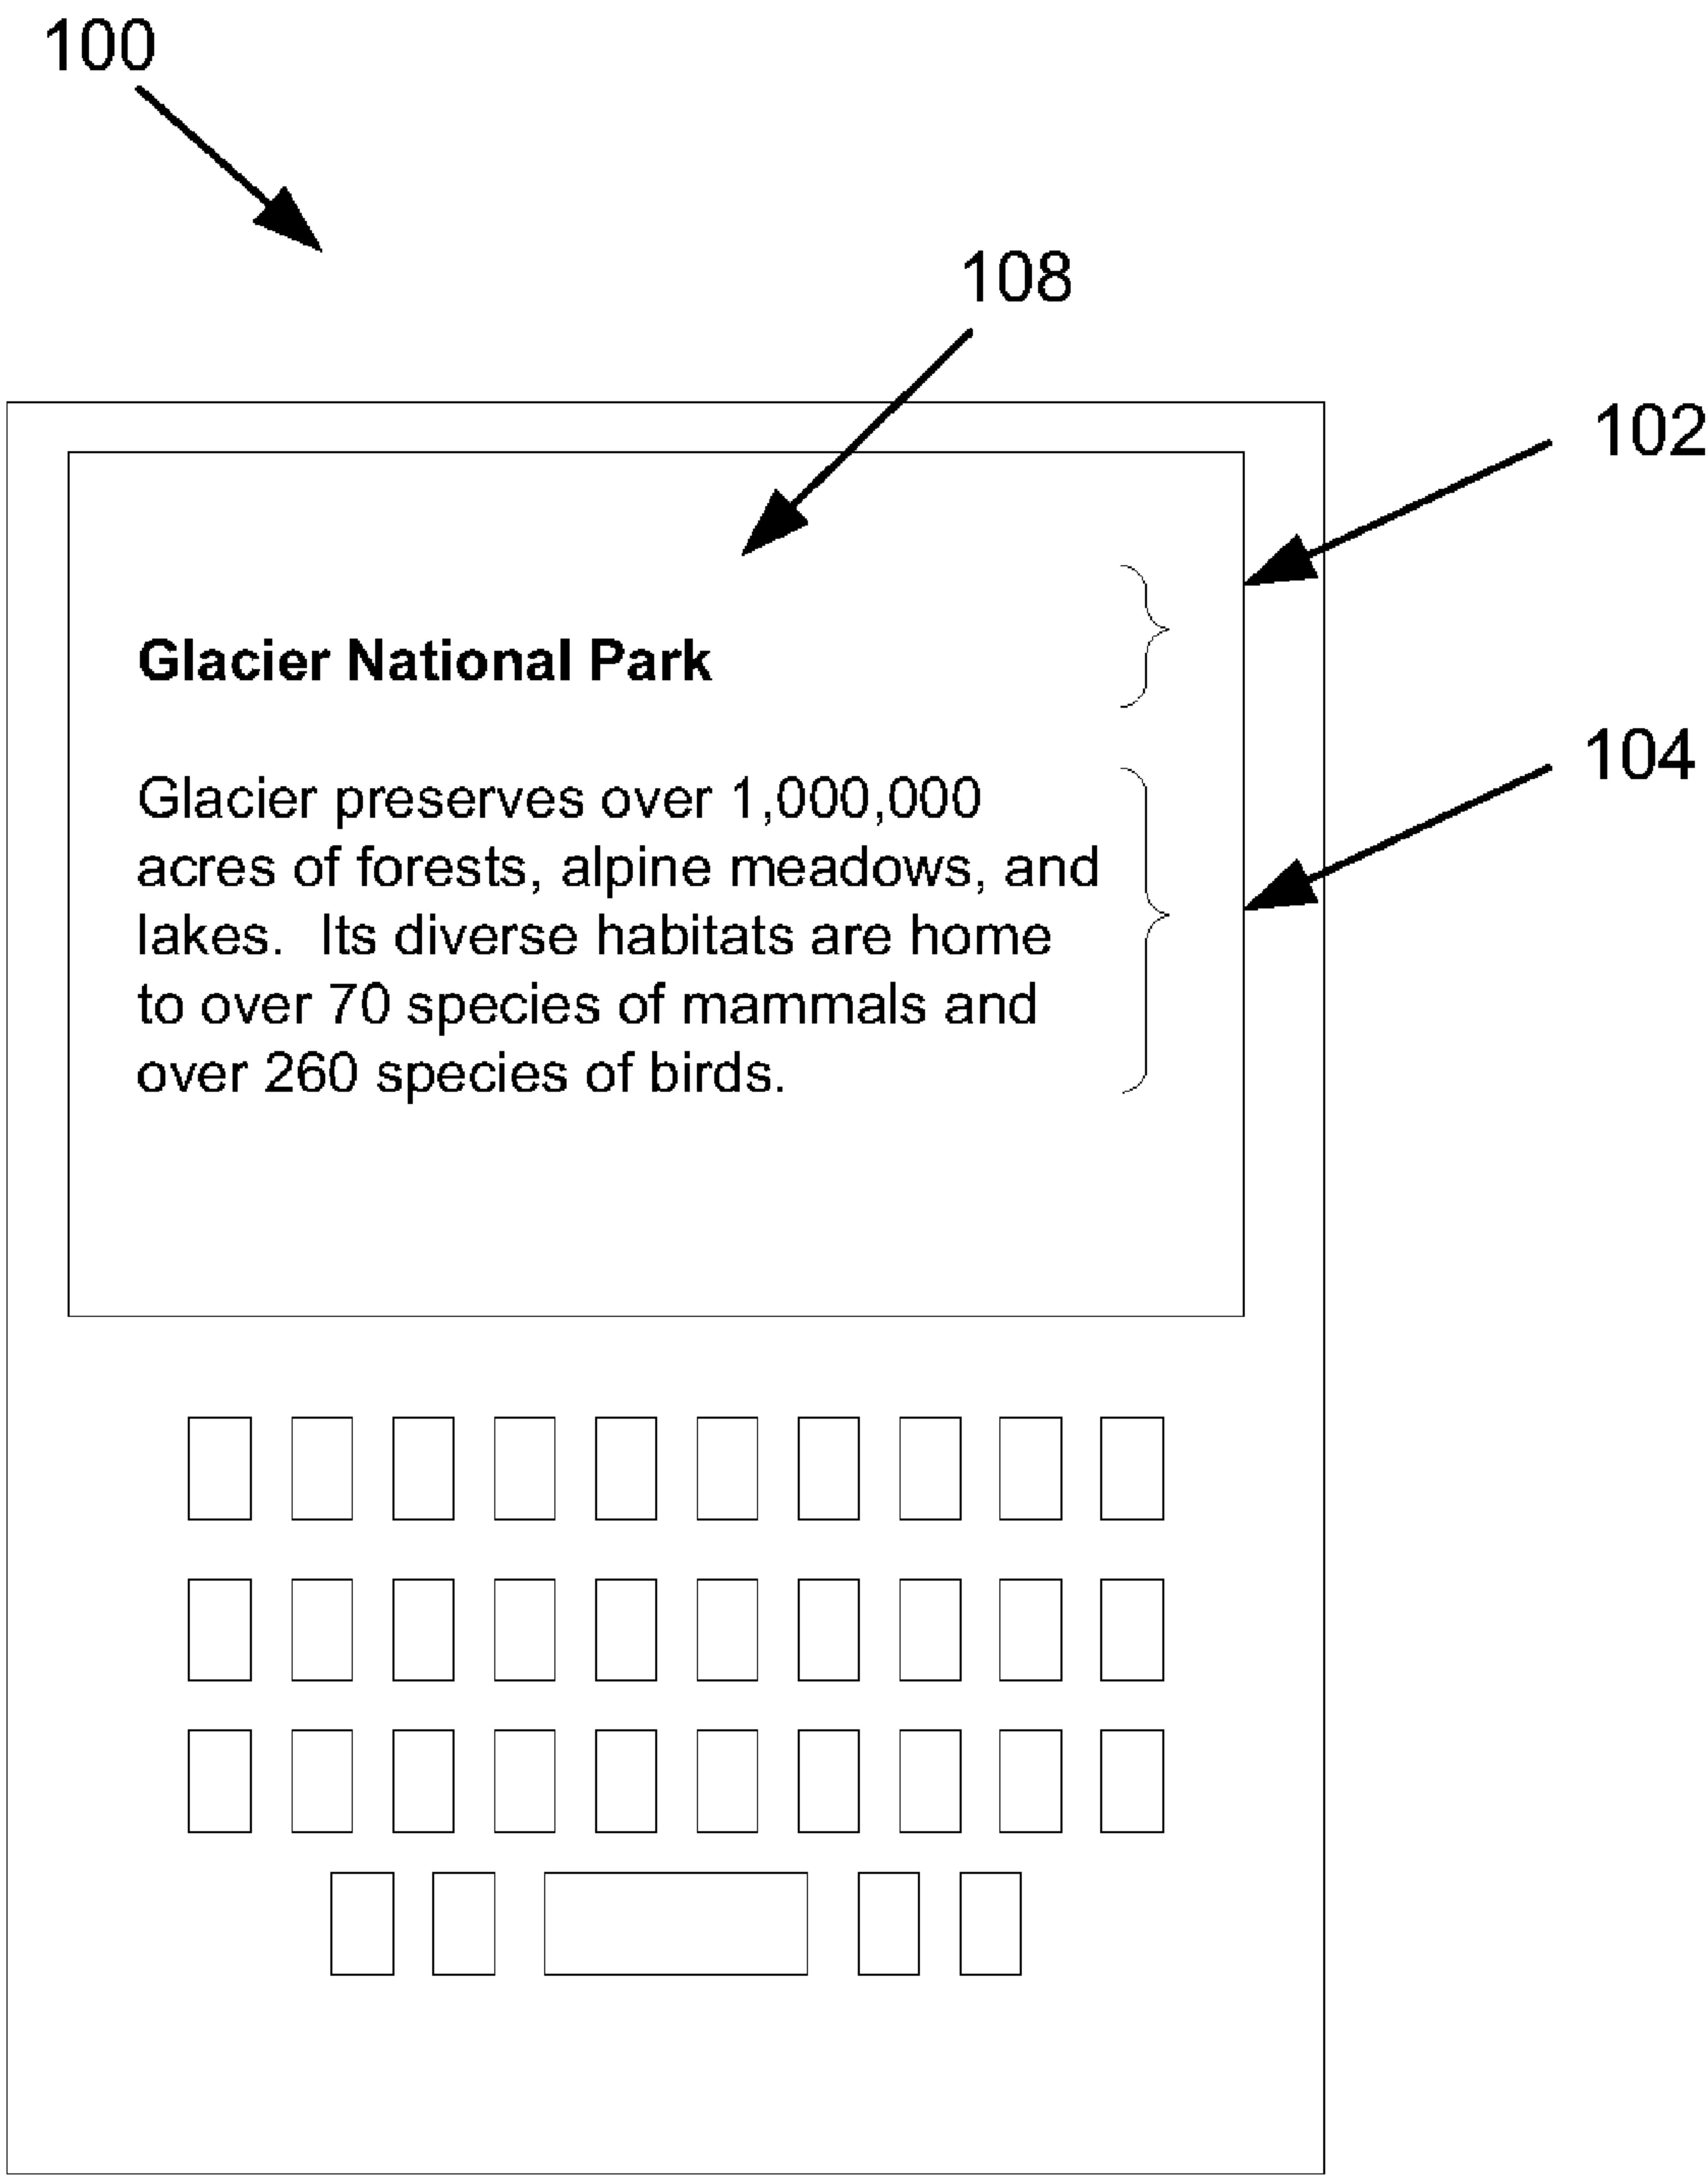 100
108
102
Glacier National Park
104
Glacier preserves over 1,000,000
acres of forests, alpine meadows, and
lakes.  Its diverse habitats are home
to over 70 species of mammals and
over 260 species of birds.